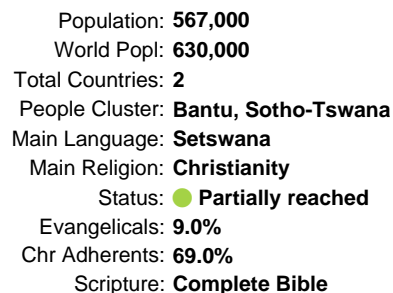 Population: 567,000
World Popl: 630,000
Total Countries: 2
People Cluster: Bantu, Sotho-Tswana
Main Language: Setswana
Main Religion: Christianity
Status: Partially reached
Evangelicals: 9.0%
Chr Adherents: 69.0%
Scripture: Complete Bible